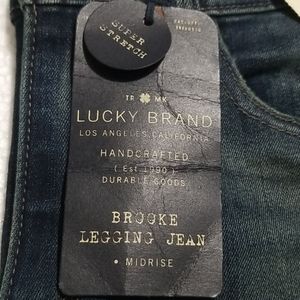 SUPER
STRETCH
TR MK
LUCKY BRAND
LOS ANGELES, CALIFORNIA
HANDCRAFTED
( Est 1990 )
DURABLE GOODS
BROOKE
LEGGING JEAN
• MIDRISE